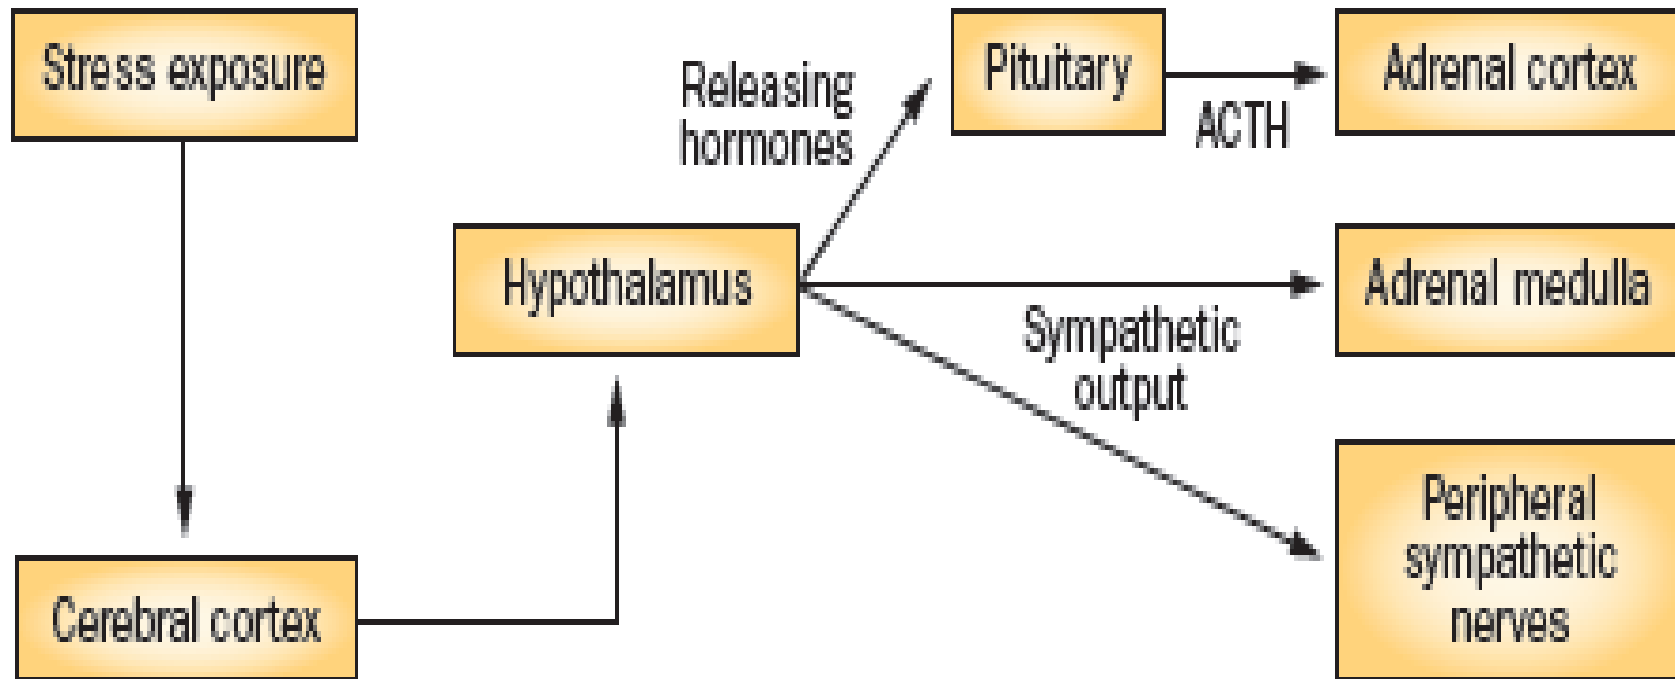 Stress exposure
Cerebral cortex
Hypothalamus
Releasing
hormones
Pituitary
ACTH
Adrenal cortex
Sympathetic
output
Adrenal medulla
Peripheral
sympathetic
nerves